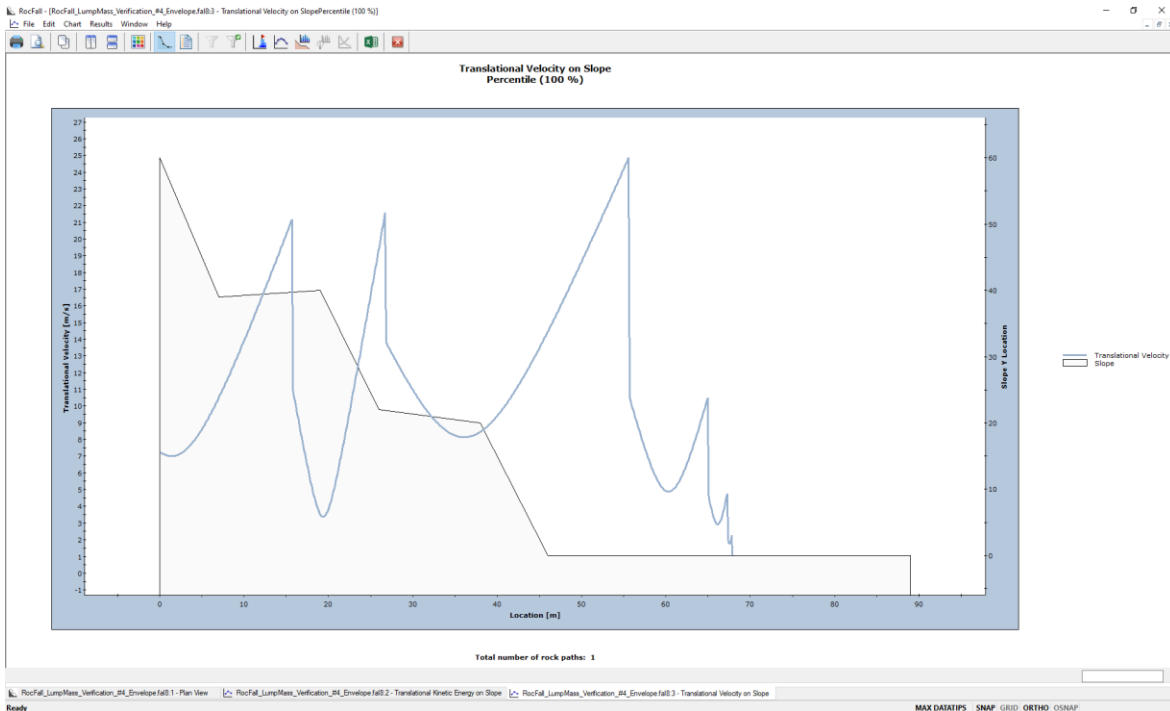 RocFall - [RocFall_LumpMass_Verification_#4_Envelope.fal8:3 - Translational Velocity on SlopePercentile (100 %)]
File Edit Chart Results Window Help
Translational Velocity on Slope
Percentile (100 %)
27
26
25
24
23
22
21
20
19
18
17
16
15
14
13
12
11
10
9
8
7
6
5
4
3
2
1
0
-1
Translational Velocity [m/s]
60
50
40
30
20
10
0
Slope Y Location
Translational Velocity
Slope
0 10 20 30 40 50 60 70 80 90
Location [m]
Total number of rock paths: 1
RocFall_LumpMass_Verification_#4_Envelope.fal8:1 - Plan View RocFall_LumpMass_Verification_#4_Envelope.fal8:2 - Translational Kinetic Energy on Slope RocFall_LumpMass_Verification_#4_Envelope.fal8:3 - Translational Velocity on Slope
Ready MAX DATATIPS SNAP GRID ORTHO OSNAP